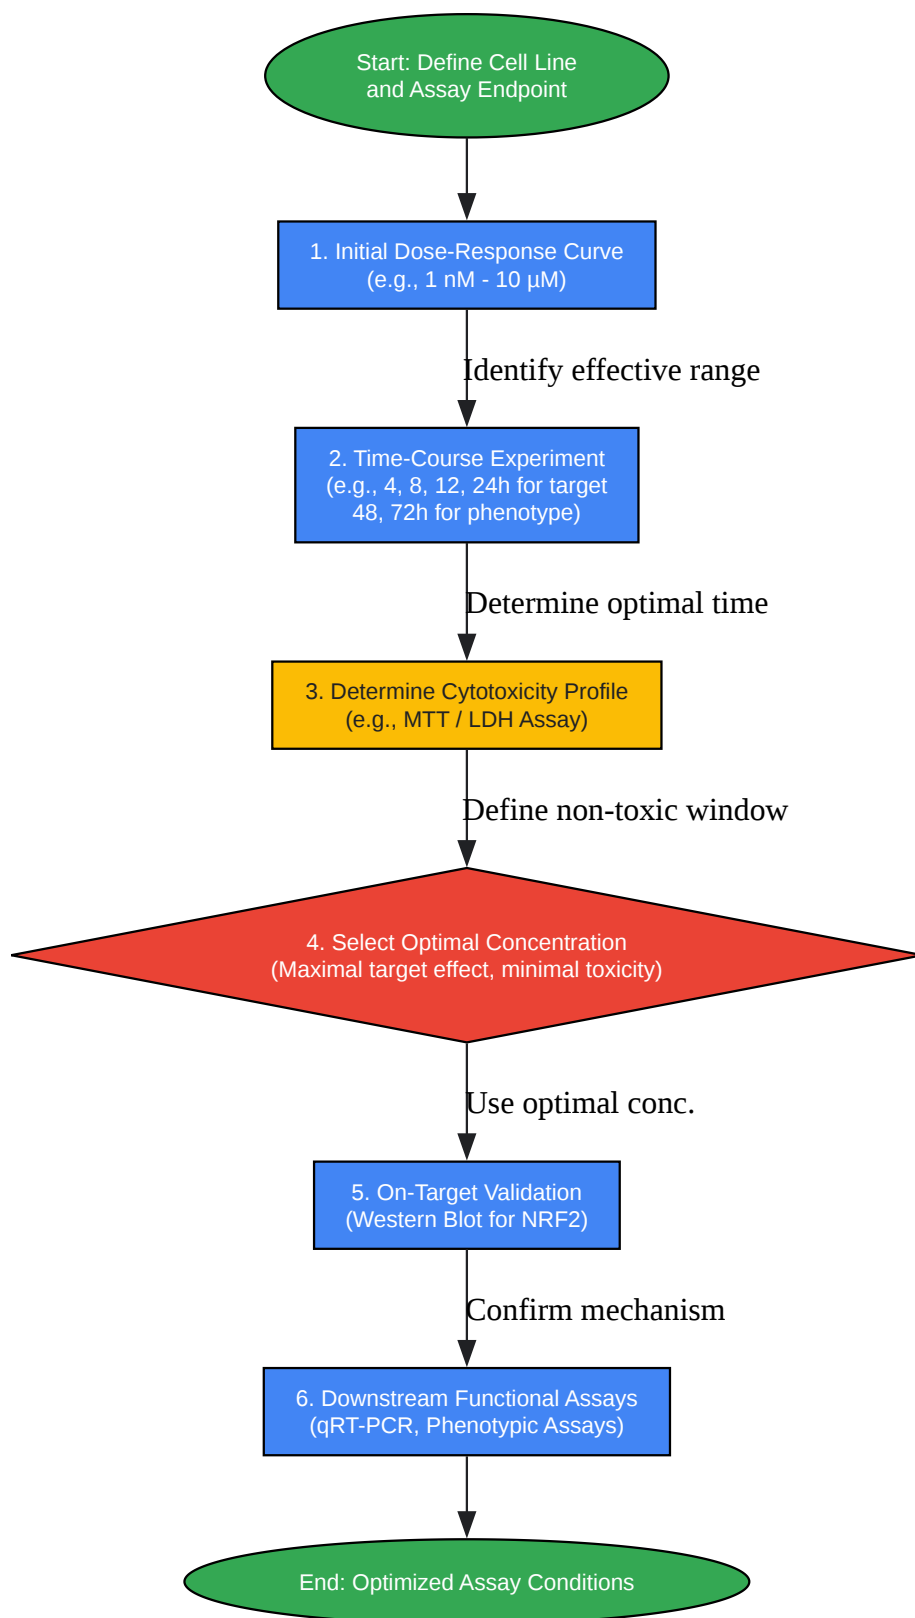 Start: Define Cell Line
and Assay Endpoint
1. Initial Dose-Response Curve
(e.g., 1 nM - 10 µM)
Identify effective range
2. Time-Course Experiment
(e.g., 4, 8, 12, 24h for target
48, 72h for phenotype)
Determine optimal time
3. Determine Cytotoxicity Profile
(e.g., MTT / LDH Assay)
Define non-toxic window
4. Select Optimal Concentration
(Maximal target effect, minimal toxicity)
Use optimal conc.
5. On-Target Validation
(Western Blot for NRF2)
Confirm mechanism
6. Downstream Functional Assays
(qRT-PCR, Phenotypic Assays)
End: Optimized Assay Conditions